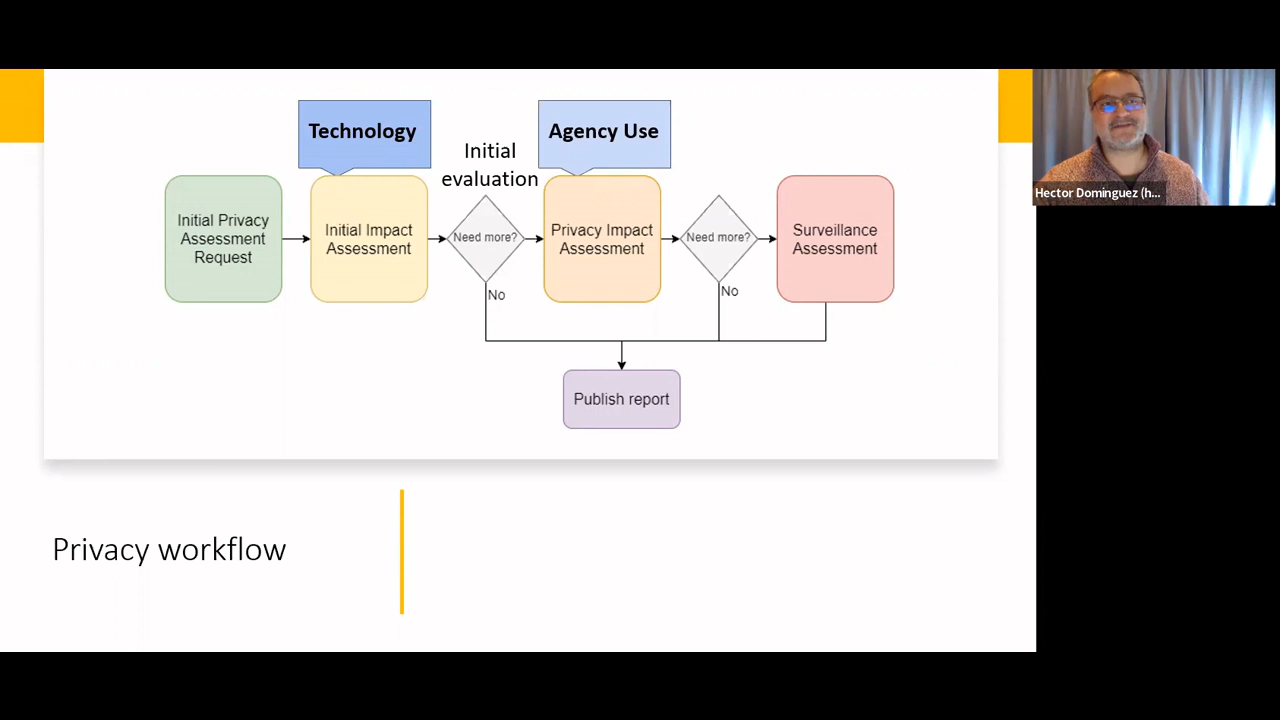 Technology
Agency Use
Initial
evaluation
Initial Privacy
Assessment
Request
Initial Impact
Assessment
Need more?
Privacy Impact
Assessment
Need more?
Surveillance
Assessment
No
No
Publish report
Privacy workflow
Hector Dominguez (h...